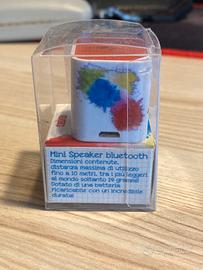 Mini Speaker bluetooth
Dimensioni contenute,
distanza massima di utilizzo
fino a 10 metri, tra i più leggeri
al mondo soltanto 19 grammi!
Dotato di una batteria
ricaricabile con un incredibile
durata!